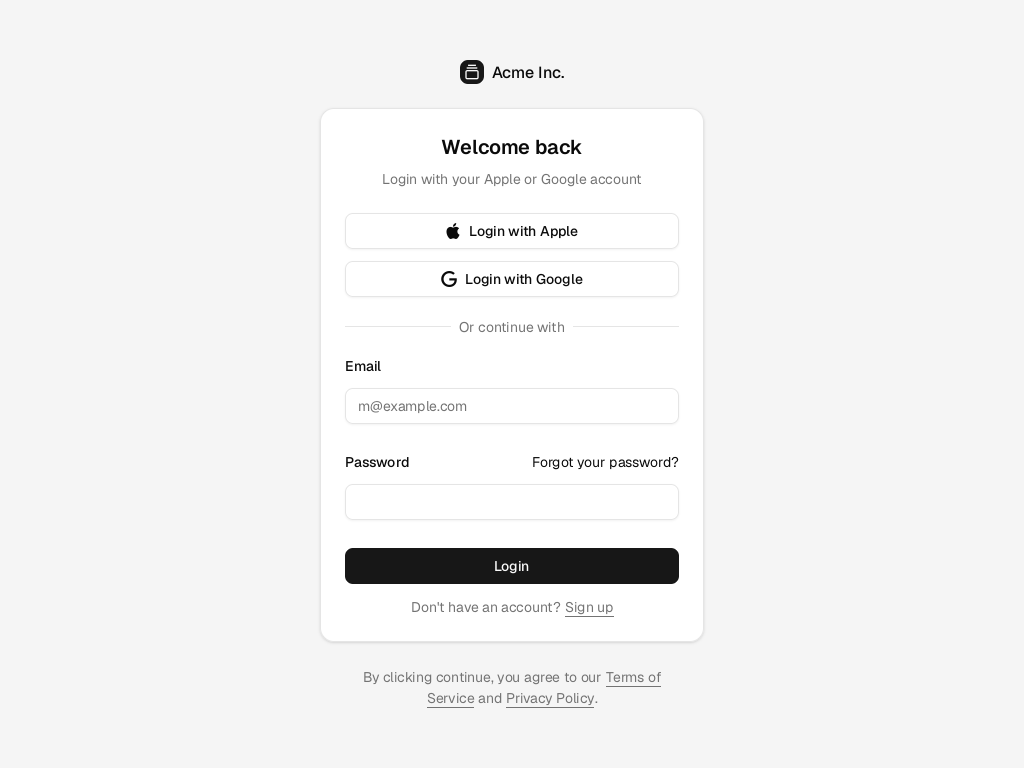 Acme Inc.
Welcome back
Login with your Apple or Google account
Login with Apple
Login with Google
Or continue with
Email
m@example.com
Password
Forgot your password?
Login
Don't have an account? Sign up
By clicking continue, you agree to our Terms of
Service and Privacy Policy.